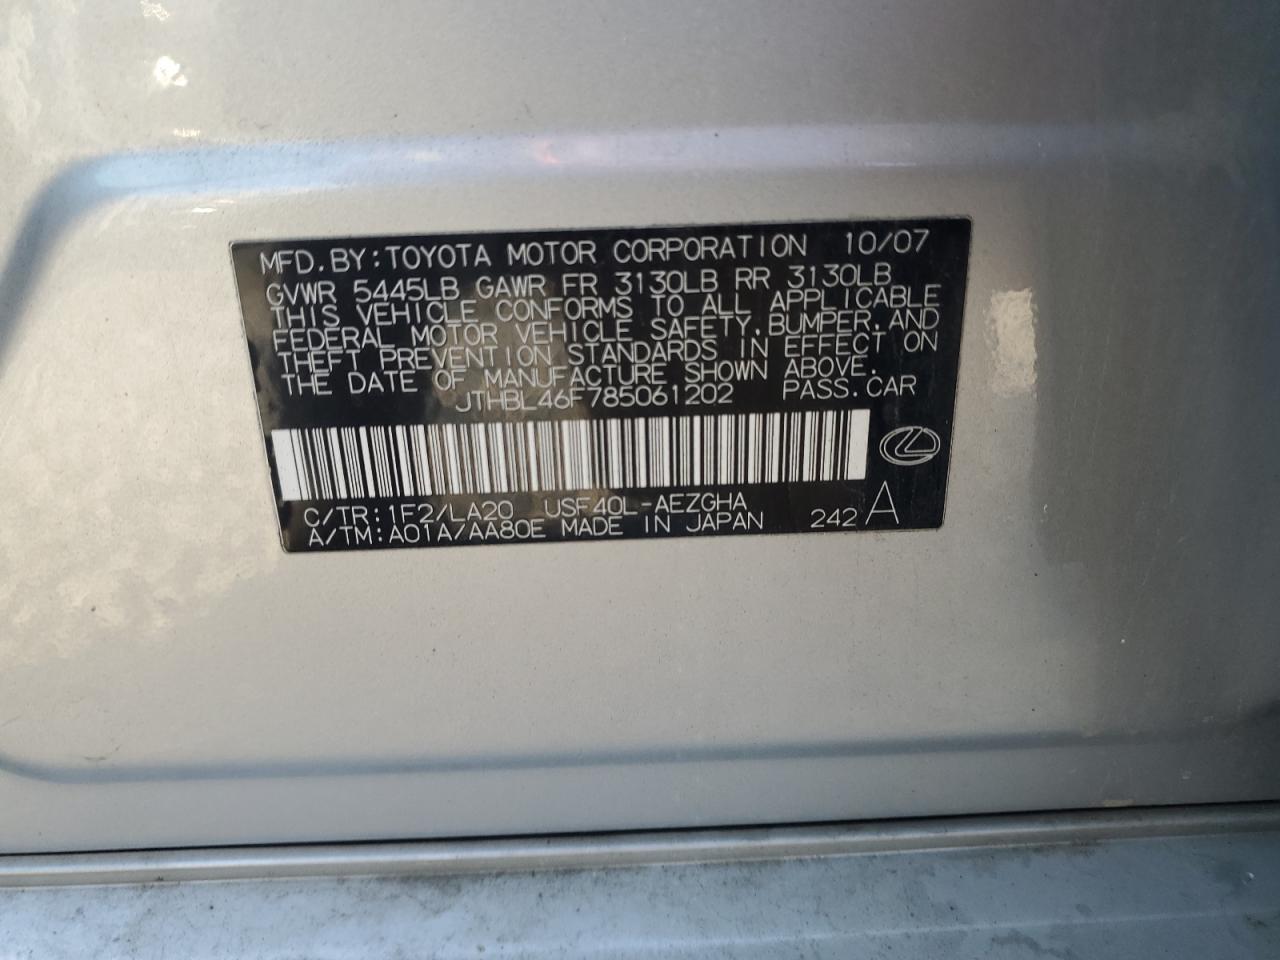 MFD.BY:TOYOTA MOTOR CORPORATION 10/07
GVWR 5445LB GAWR FR 3130LB RR 3130LB
THIS VEHICLE CONFORMS TO ALL APPLICABLE
FEDERAL MOTOR VEHICLE SAFETY,BUMPER,AND
THEFT PREVENTION STANDARDS IN EFFECT ON
THE DATE OF MANUFACTURE SHOWN ABOVE.
JTHBL46F785061202 PASS.CAR
C/TR:1F2/LA20 USF40L-AEZGHA
A/TM:A01A/AA80E MADE IN JAPAN 242 A